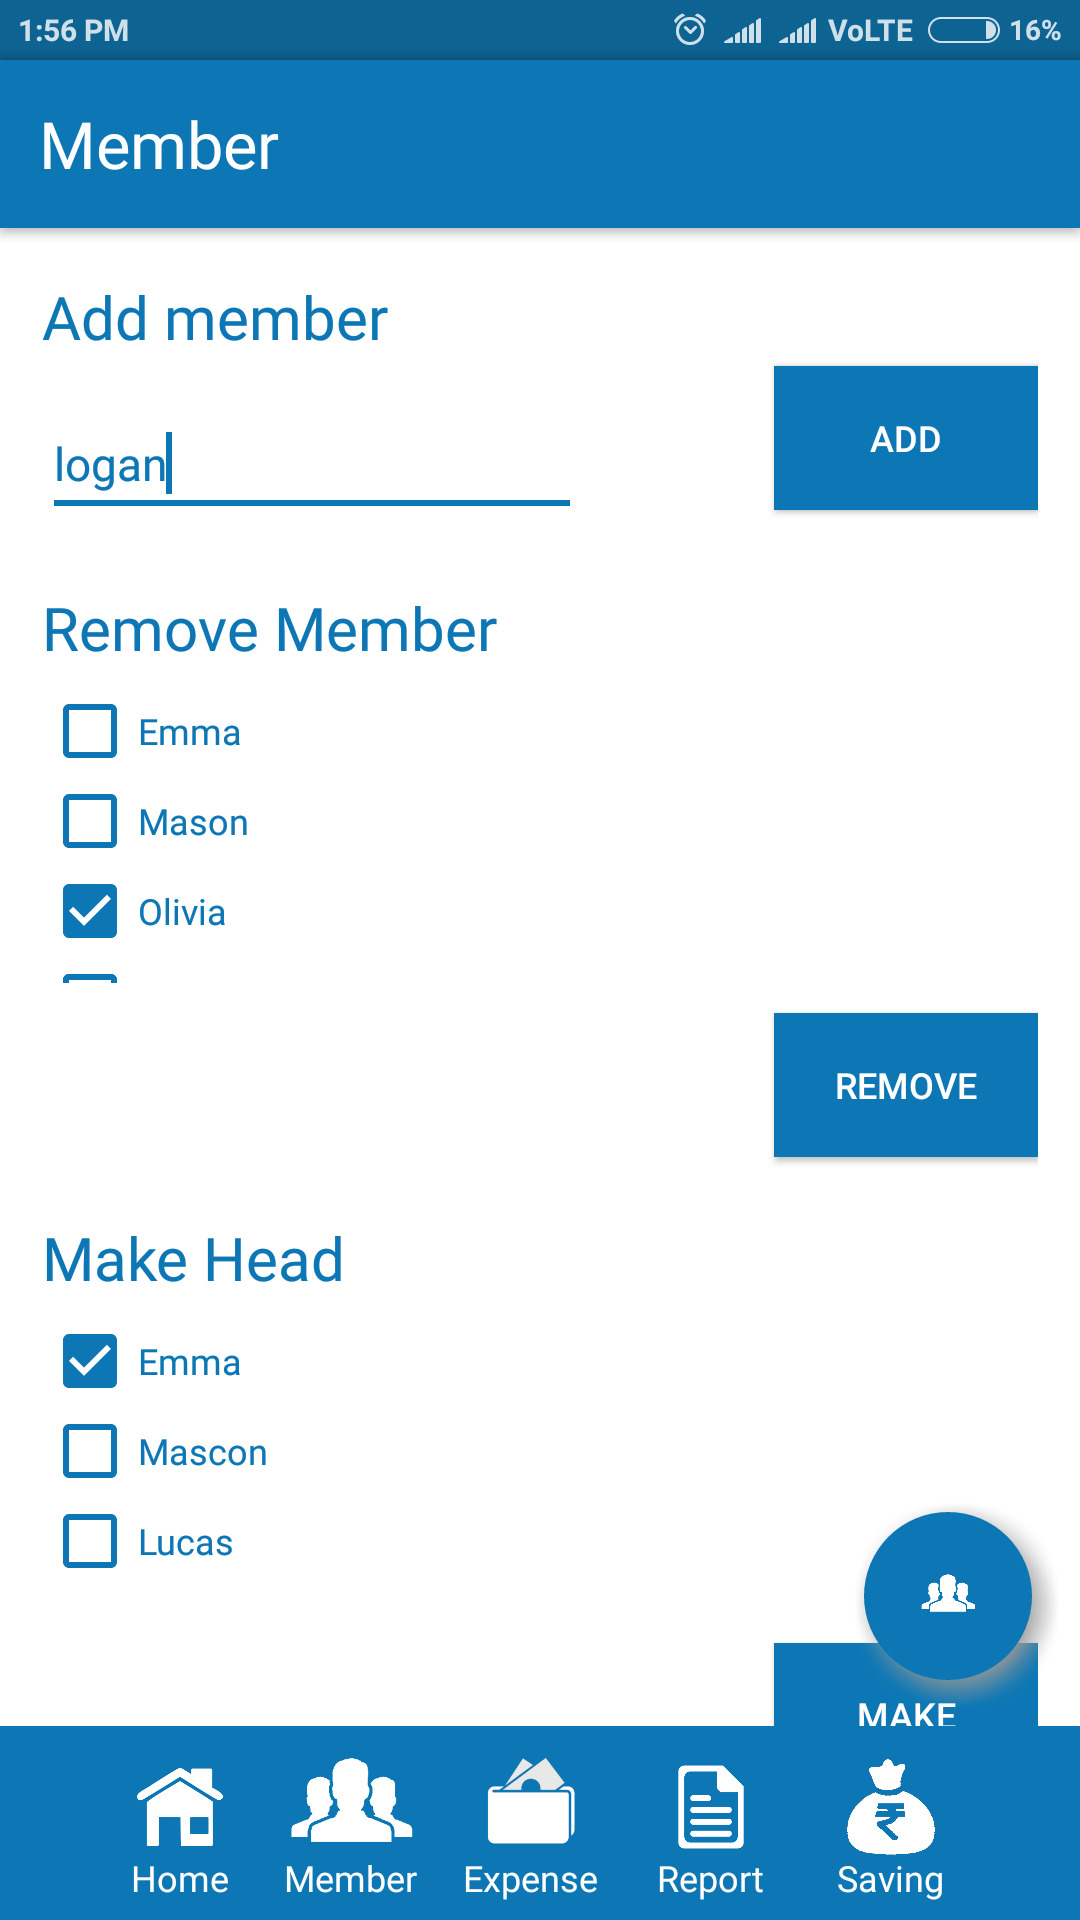 1:56 PM VoLTE 16%
Member
Add member
ADD
logan
Remove Member
Emma
Mason
Olivia
REMOVE
Make Head
Emma
Mascon
Lucas
MAKE
Home Member Expense Report Saving